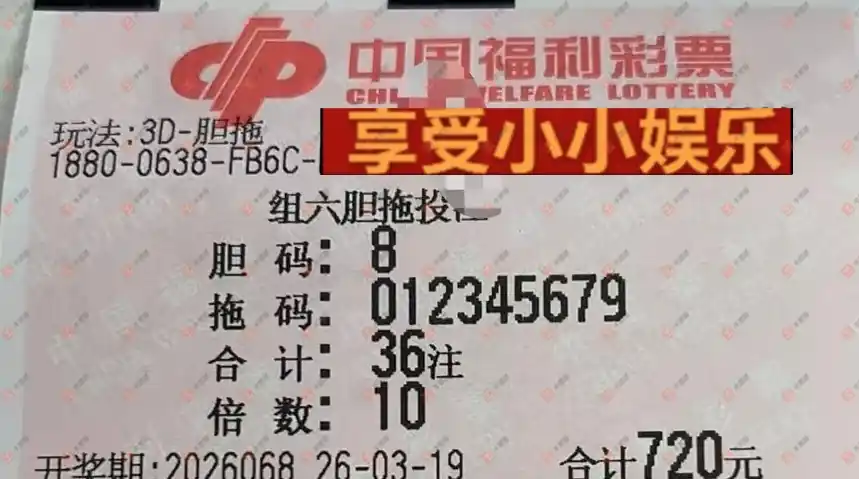 中国福利彩票
WELFARE LOTTERY
玩法:3D-胆拖
1880-0638-FB6C-
享受小小娱乐
组六胆拖投
胆 码: 8
拖 码: 012345679
合 计: 36注
倍 数: 10
开奖期:2026068 26-03-19 合计720元